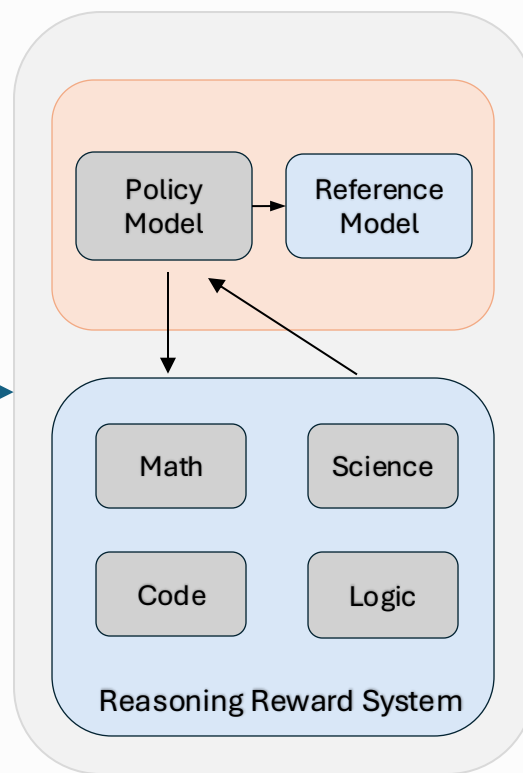 Policy
Model
Reference
Model
Math
Science
Code
Logic
Reasoning Reward System